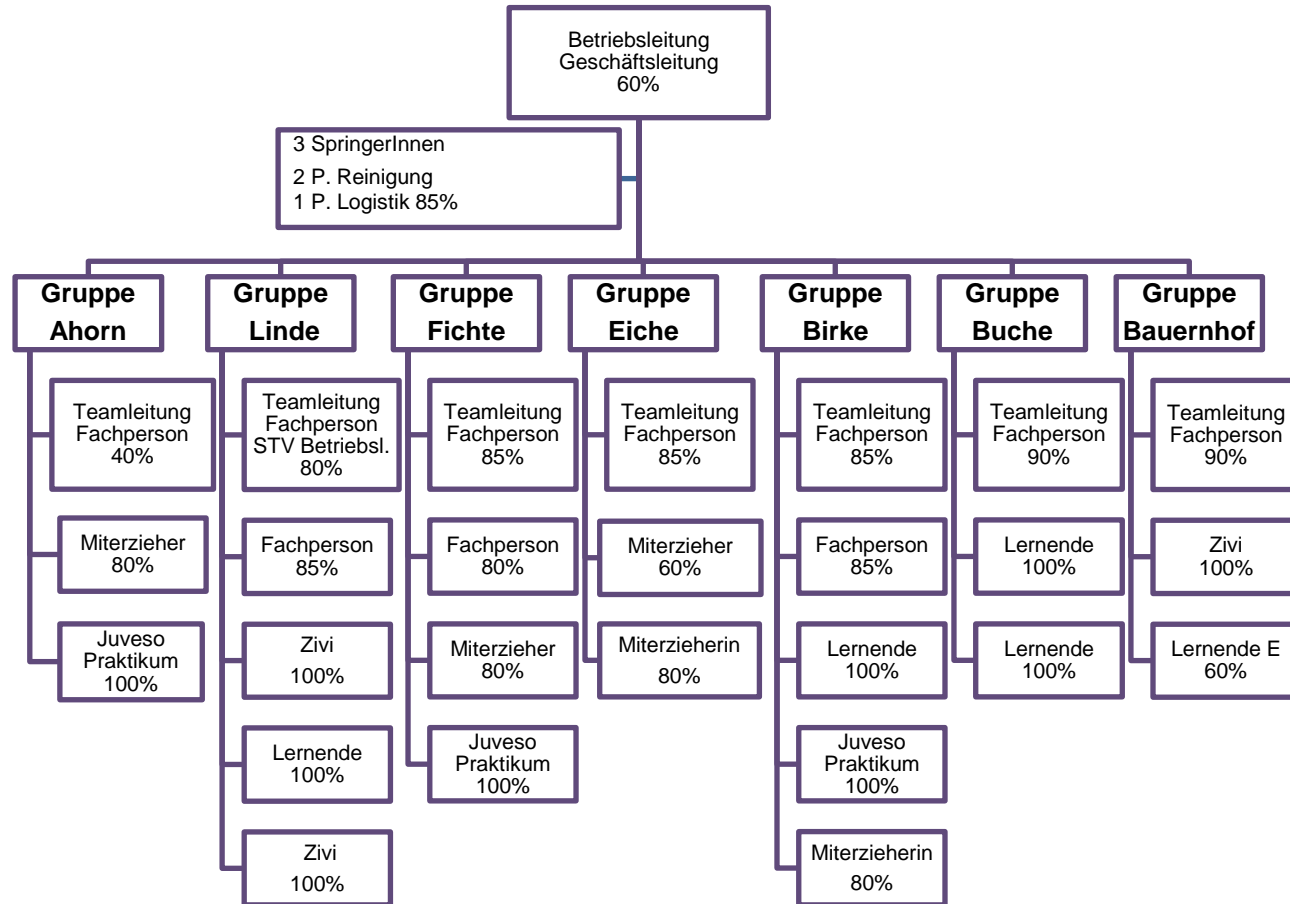 Betriebsleitung
Geschäftsleitung
60%
3 SpringerInnen
2 P. Reinigung
1 P. Logistik 85%
Gruppe
Ahorn
Teamleitung
Fachperson
40%
Miterzieher
80%
Juveso
Praktikum
100%
Gruppe
Linde
Teamleitung
Fachperson
STV Betriebsl.
80%
Fachperson
85%
Zivi
100%
Lernende
100%
Zivi
100%
Gruppe
Fichte
Teamleitung
Fachperson
85%
Fachperson
80%
Miterzieher
80%
Juveso
Praktikum
100%
Gruppe
Eiche
Teamleitung
Fachperson
85%
Miterzieher
60%
Miterzieherin
80%
Gruppe
Birke
Teamleitung
Fachperson
85%
Fachperson
85%
Lernende
100%
Juveso
Praktikum
100%
Miterzieherin
80%
Gruppe
Buche
Teamleitung
Fachperson
90%
Lernende
100%
Lernende
100%
Gruppe
Bauernhof
Teamleitung
Fachperson
90%
Zivi
100%
Lernende E
60%